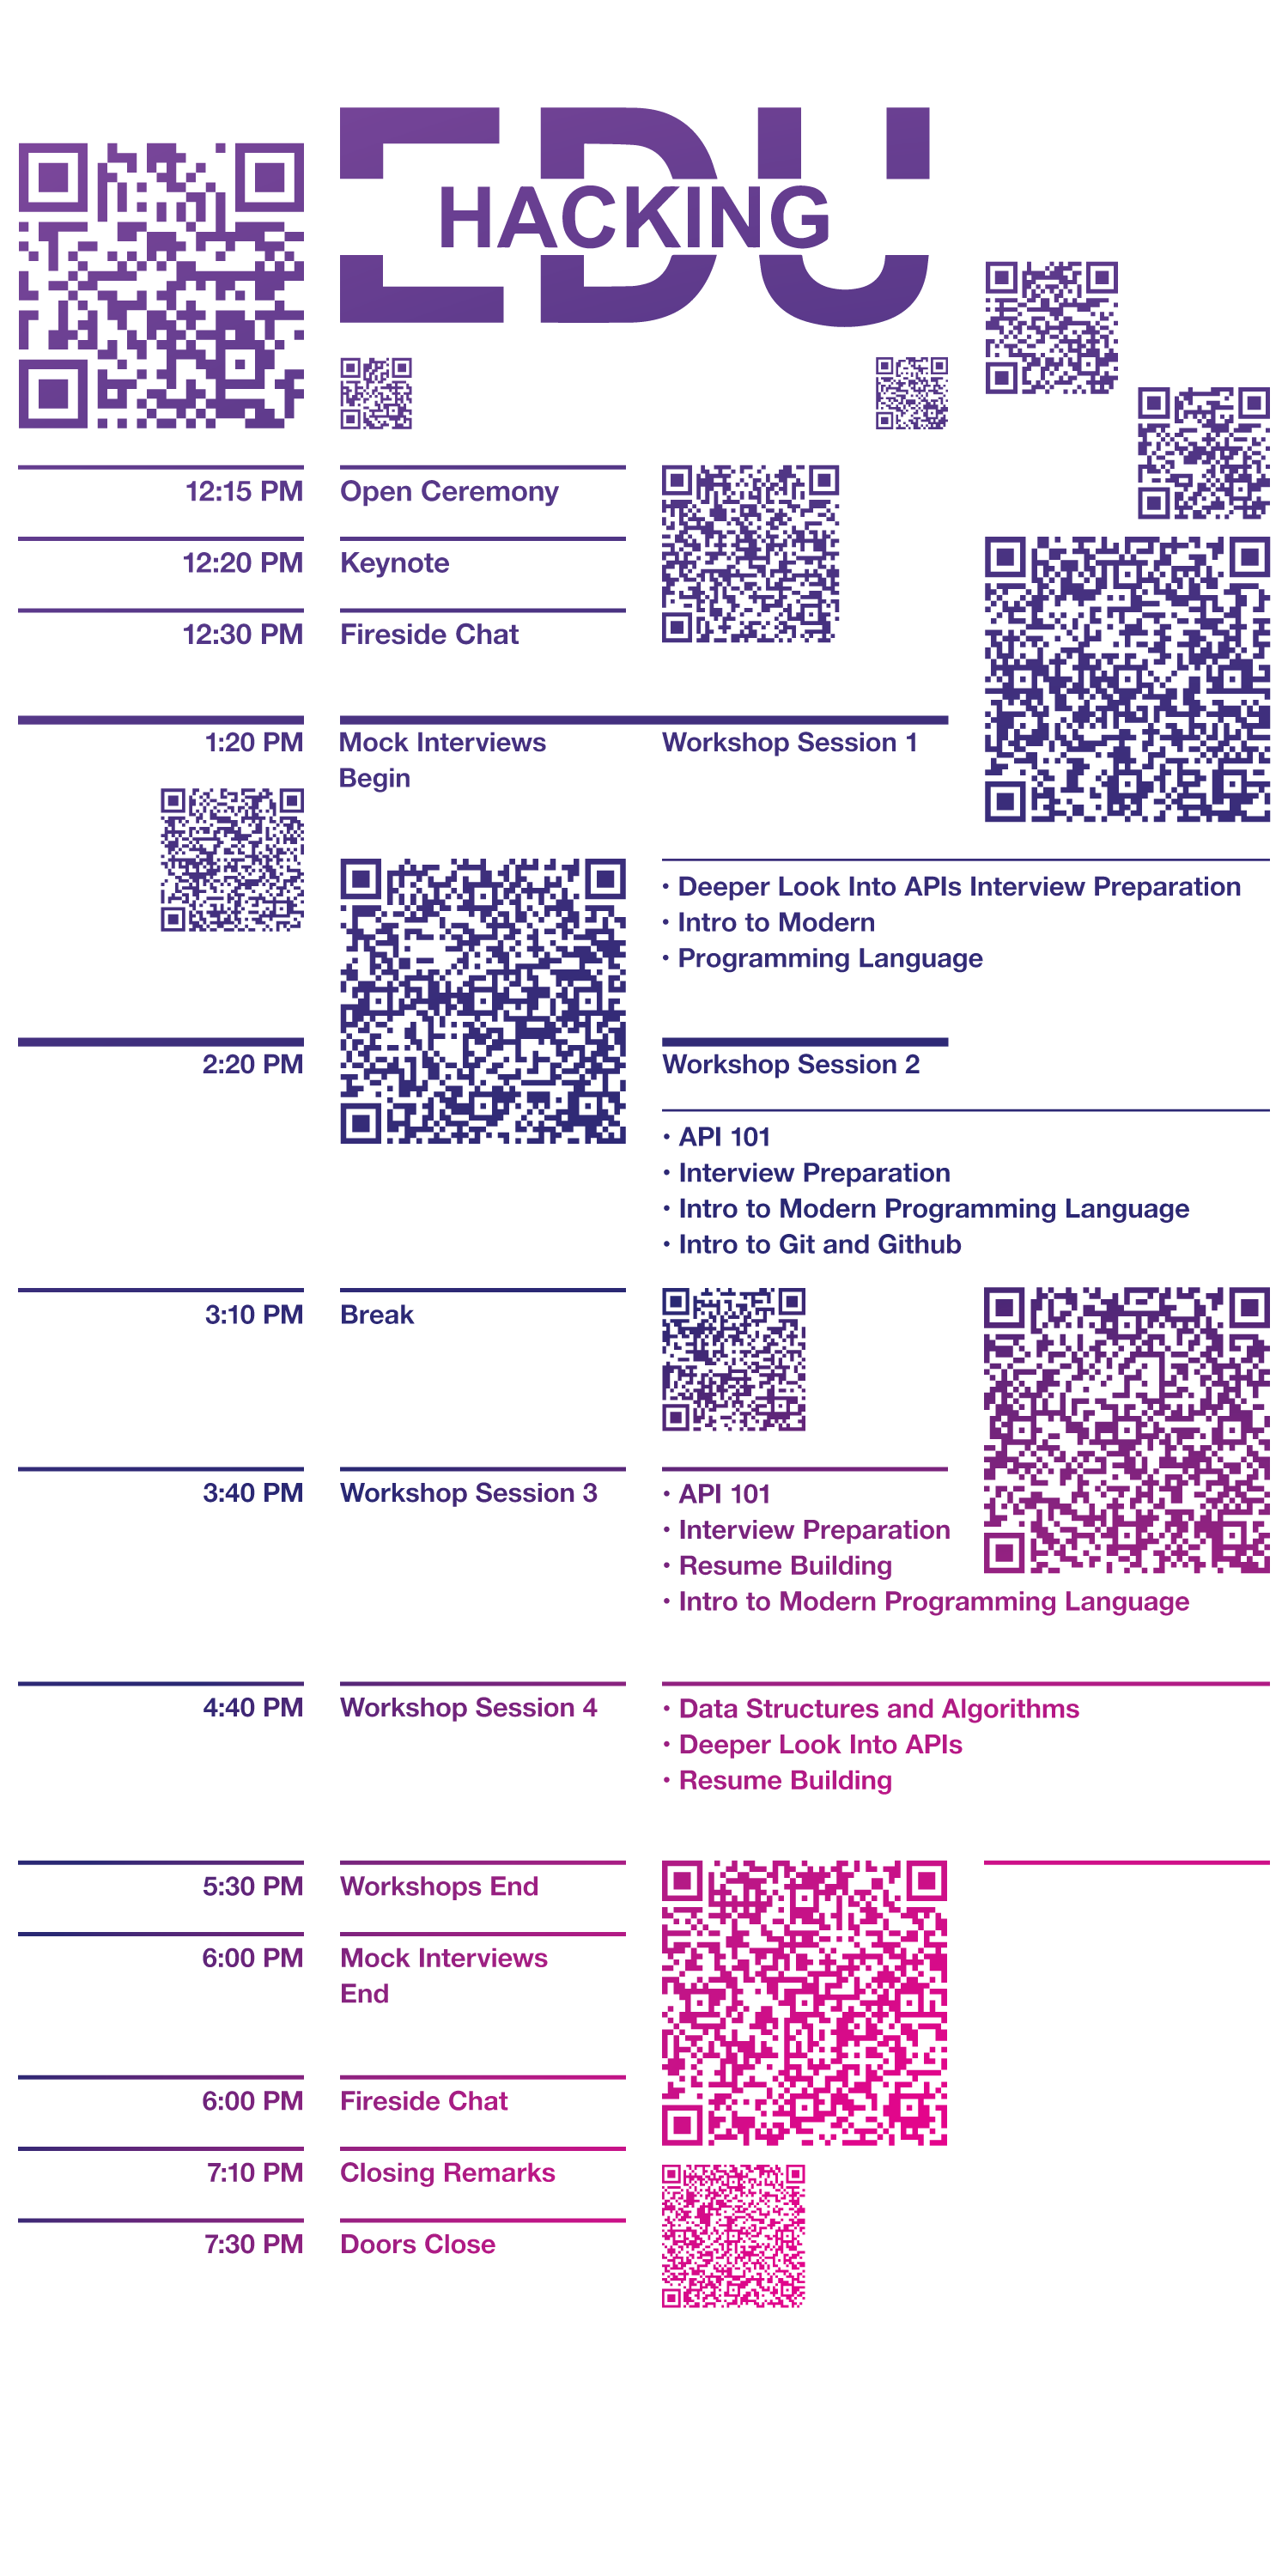 EDU
HACKING
12:15 PM Open Ceremony
12:20 PM Keynote
12:30 PM Fireside Chat
1:20 PM Mock Interviews Workshop Session 1
Begin
• Deeper Look Into APIs Interview Preparation
• Intro to Modern
• Programming Language
2:20 PM Workshop Session 2
• API 101
• Interview Preparation
• Intro to Modern Programming Language
• Intro to Git and Github
3:10 PM Break
3:40 PM Workshop Session 3 • API 101
• Interview Preparation
• Resume Building
• Intro to Modern Programming Language
4:40 PM Workshop Session 4 • Data Structures and Algorithms
• Deeper Look Into APIs
• Resume Building
5:30 PM Workshops End
6:00 PM Mock Interviews
End
6:00 PM Fireside Chat
7:10 PM Closing Remarks
7:30 PM Doors Close